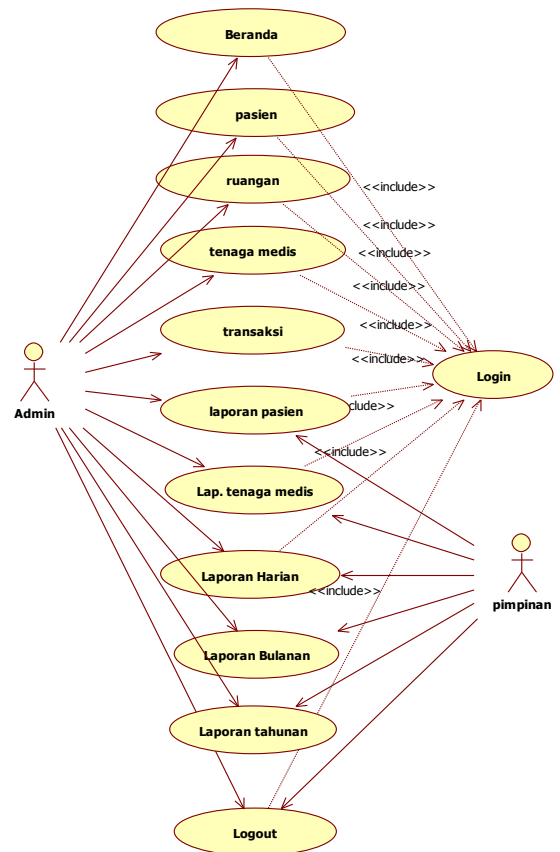 Beranda
pasien
<<include>>
ruangan
<<include>>
tenaga medis
<<include>>
<<include>>
transaksi
<<include>>
<<include>>
Login
Admin
laporan pasien
clude>>
<<include>>
Lap. tenaga medis
Laporan Harian
<<include>>
pimpinan
Laporan Bulanan
Laporan tahunan
Logout